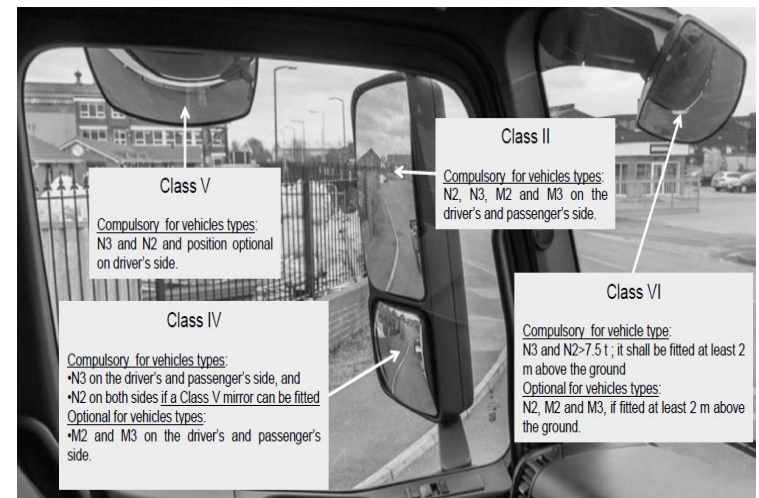 Class V
Compulsory for vehicles types:
N3 and N2 and position optional
on driver's side.
Class II
Compulsory for vehicles types:
N2, N3, M2 and M3 on the
driver's and passenger's side.
Class IV
Compulsory for vehicles types:
•N3 on the driver's and passenger's side, and
•N2 on both sides if a Class V mirror can be fitted
Optional for vehicles types:
•M2 and M3 on the driver's and passenger's
side.
Class VI
Compulsory for vehicle type:
N3 and N2>7.5 t ; it shall be fitted at least 2
m above the ground
Optional for vehicles types:
N2, M2 and M3, if fitted at least 2 m above
the ground.